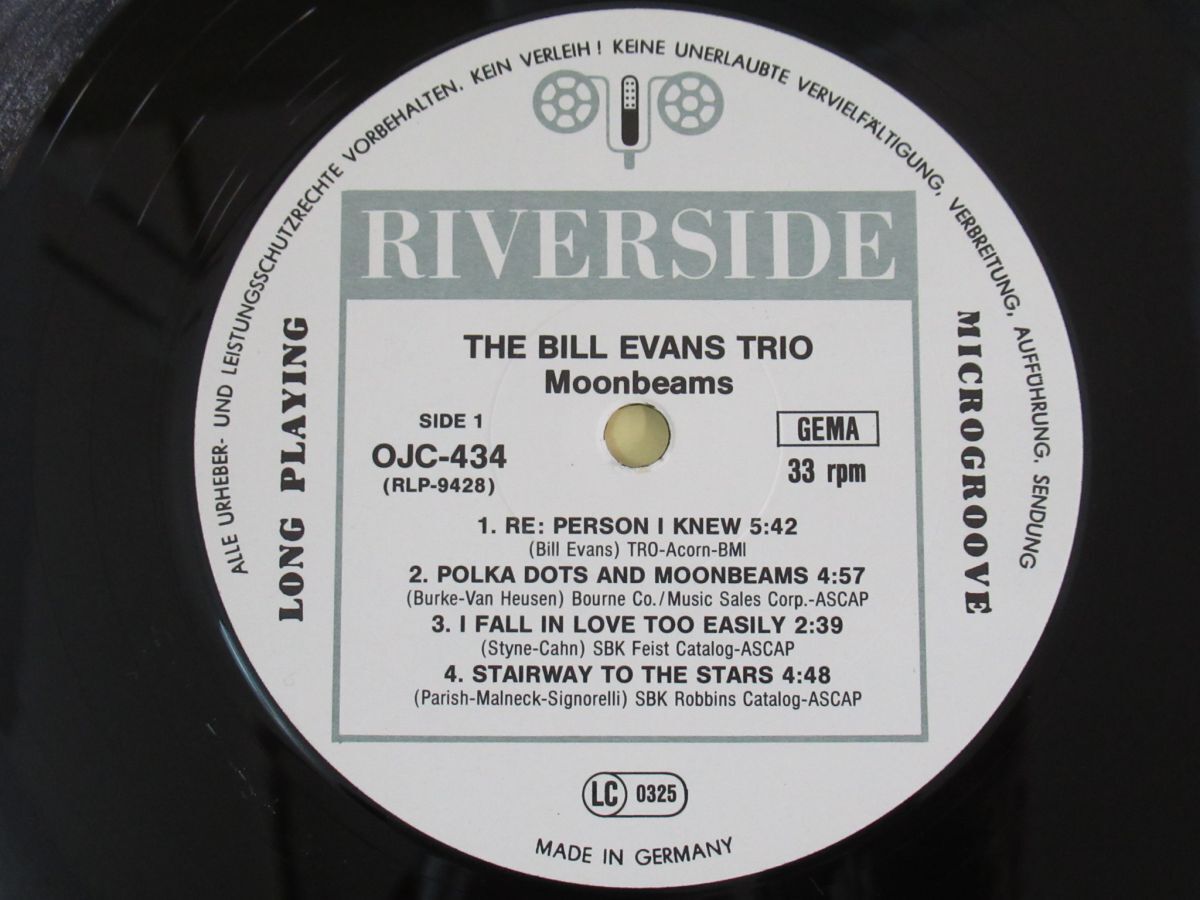 ALLE URHEBER- UND LEISTUNGSSCHUTZRECHTE VORBEHALTEN. KEIN VERLEIH! KEINE UNERLAUBTE VERVIELFÄLTIGUNG, VERBREITUNG, AUFFÜHRUNG, SENDUNG
RIVERSIDE
LONG PLAYING
MICROGROOVE
THE BILL EVANS TRIO
Moonbeams
SIDE 1
OJC-434
(RLP-9428)
GEMA
33 rpm
1. RE: PERSON I KNEW 5:42
(Bill Evans) TRO-Acorn-BMI
2. POLKA DOTS AND MOONBEAMS 4:57
(Burke-Van Heusen) Bourne Co./Music Sales Corp.-ASCAP
3. I FALL IN LOVE TOO EASILY 2:39
(Styne-Cahn) SBK Feist Catalog-ASCAP
4. STAIRWAY TO THE STARS 4:48
(Parish-Malneck-Signorelli) SBK Robbins Catalog-ASCAP
LC 0325
MADE IN GERMANY